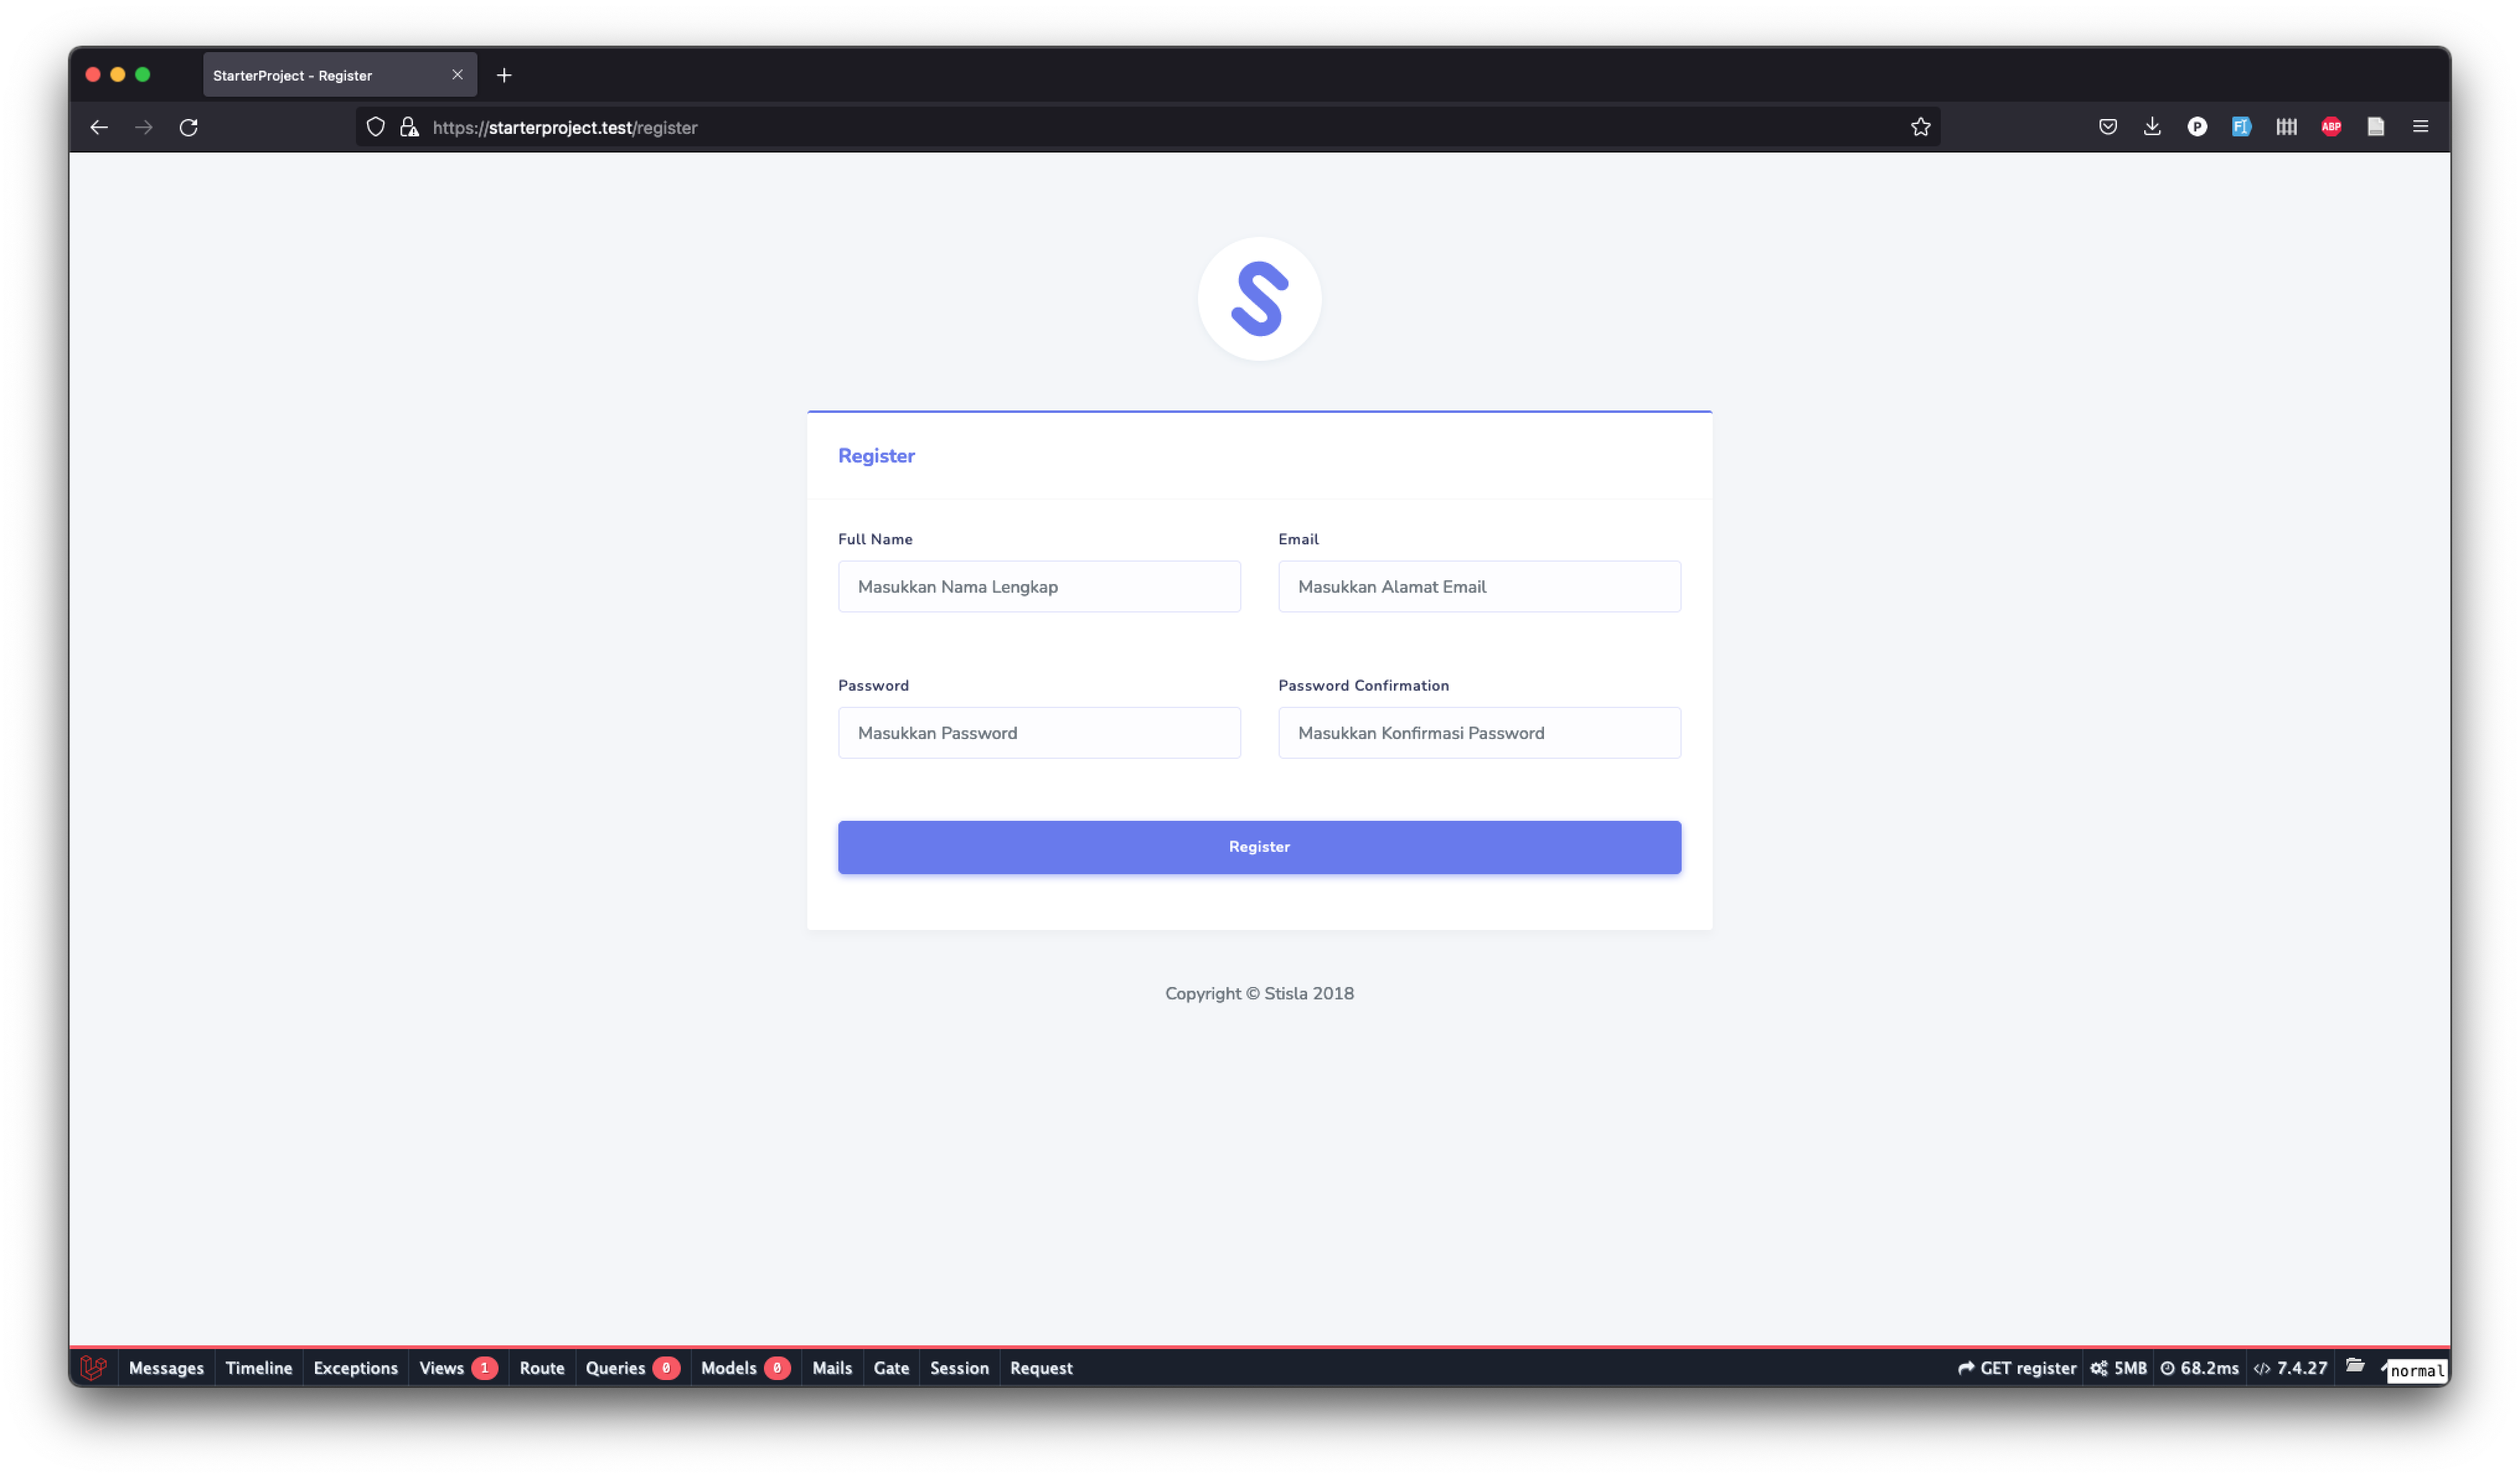 StarterProject - Register
https://starterproject.test/register
P
FI
ABP
S
Register
Full Name
Email
Masukkan Nama Lengkap
Masukkan Alamat Email
Password
Password Confirmation
Masukkan Password
Masukkan Konfirmasi Password
Register
Copyright © Stisla 2018
Messages Timeline Exceptions Views 1 Route Queries 0 Models 0 Mails Gate Session Request GET register 5MB 68.2ms </> 7.4.27 normal